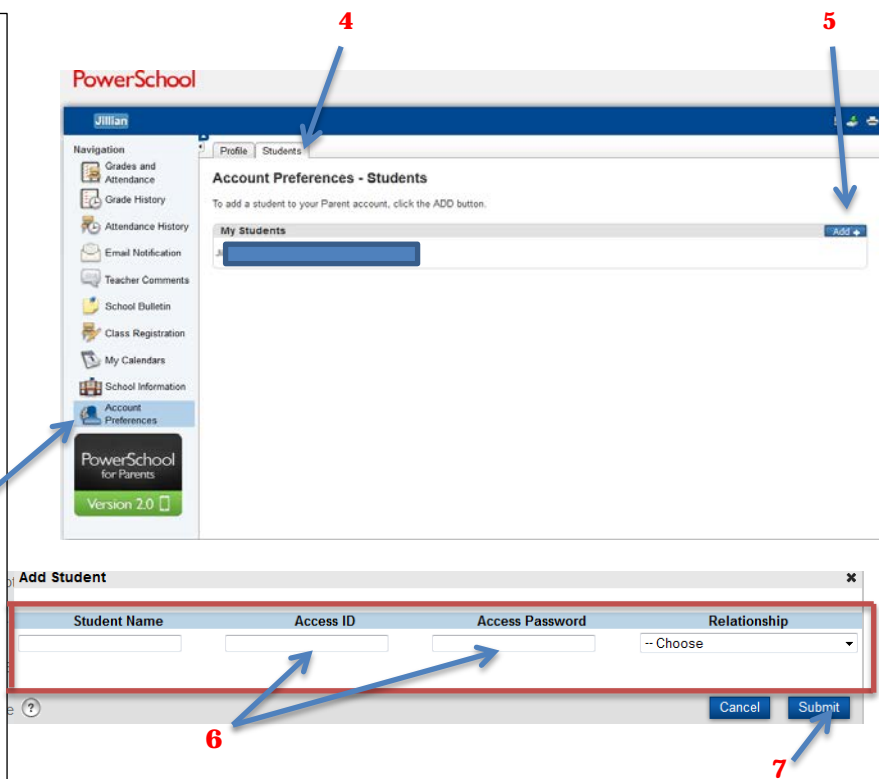 4
5
PowerSchool
Jillian
Navigation
Grades and
Attendance
Grade History
Attendance History
Email Notification
Teacher Comments
School Bulletin
Class Registration
My Calendars
School Information
Account
Preferences
PowerSchool
for Parents
Version 2.0
Profile Students
Account Preferences - Students
To add a student to your Parent account, click the ADD button.
My Students Add
Add Student x
Student Name Access ID Access Password Relationship
-- Choose
e ?
Cancel Submit
6
7